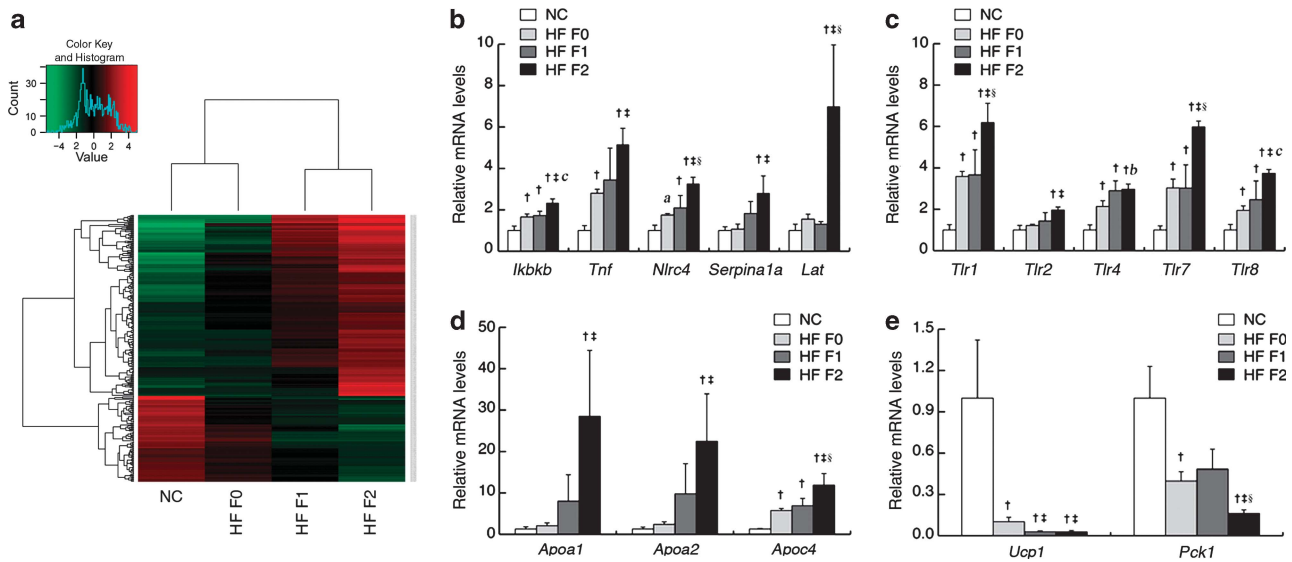 a
Color Key
and Histogram
Count
0 10 20 30 40
−4 −2 0 2 4
Value
NC
HF F0
HF F1
HF F2
b
NC
HF F0
HF F1
HF F2
Relative mRNA levels
10
8
6
4
2
0
† † †‡c
† †‡
a † †‡§
†‡
†‡§
Ikbkb Tnf Nlrc4 Serpina1a Lat
c
NC
HF F0
HF F1
HF F2
Relative mRNA levels
10
8
6
4
2
0
† † †‡§
†‡
† † †b
† † †‡§
† † †‡c
Tlr1 Tlr2 Tlr4 Tlr7 Tlr8
d
NC
HF F0
HF F1
HF F2
Relative mRNA levels
50
40
30
20
10
0
†‡
†‡
† † †‡§
Apoa1 Apoa2 Apoc4
e
NC
HF F0
HF F1
HF F2
Relative mRNA levels
1.5
1.2
0.9
0.6
0.3
0.0
† †‡ †‡
† †‡§
Ucp1 Pck1